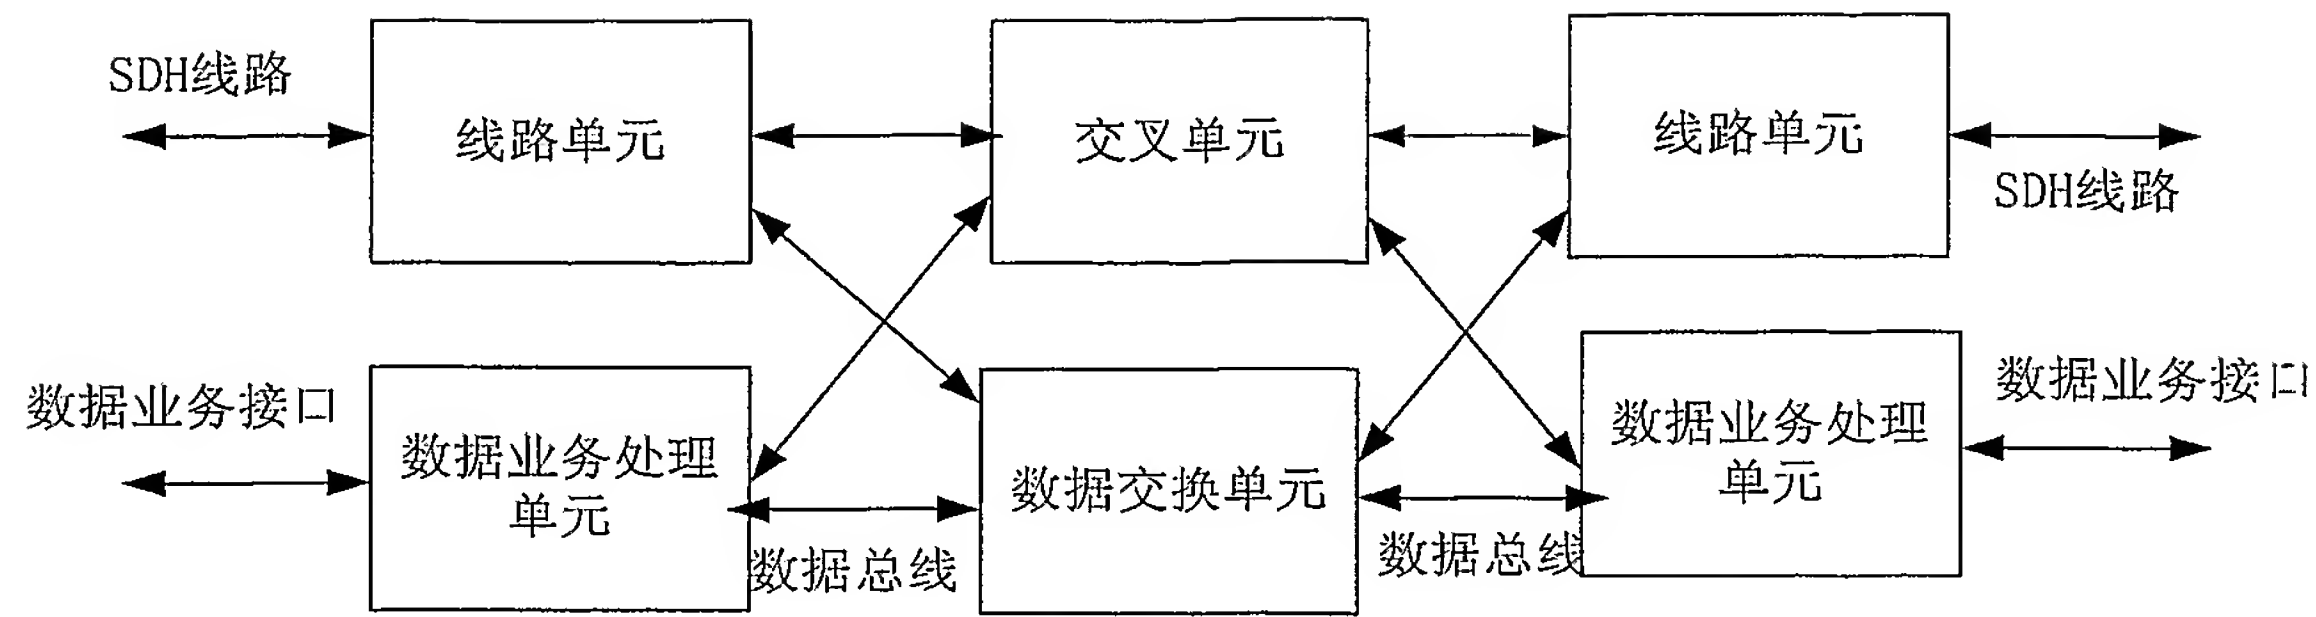 SDH线路
线路单元
交叉单元
线路单元
SDH线路
数据业务接口
数据业务处理
单元
数据交换单元
数据业务处理
单元
数据业务接口
数据总线
数据总线